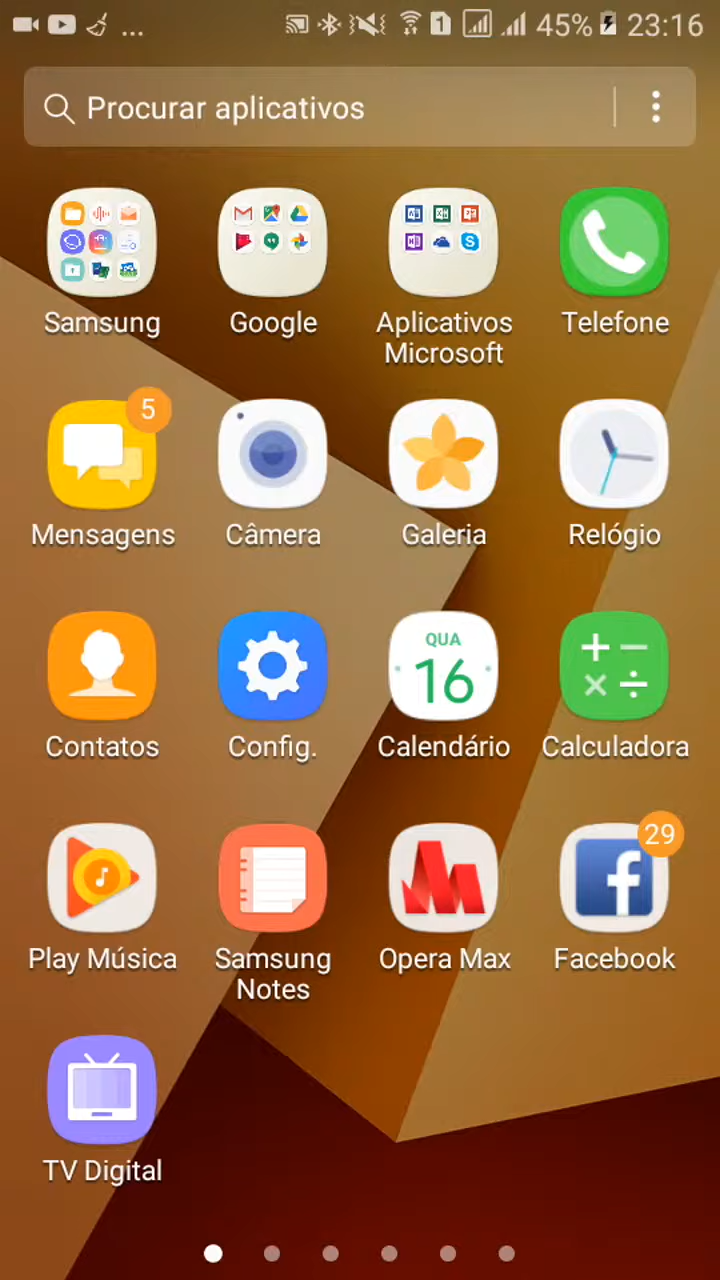 ... 1 45% 23:16
Procurar aplicativos
Samsung
Google
Aplicativos
Microsoft
Telefone
5
Mensagens
Câmera
Galeria
Relógio
Contatos
Config.
QUA
16
Calendário
Calculadora
Play Música
Samsung
Notes
Opera Max
29
f
Facebook
TV Digital